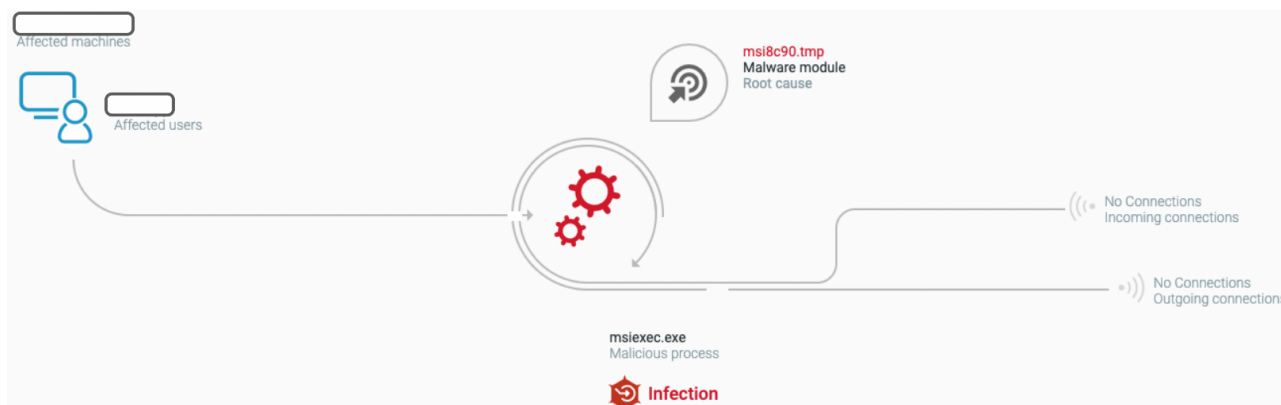 Affected machines
Affected users
msi8c90.tmp
Malware module
Root cause
No Connections
Incoming connections
No Connections
Outgoing connections
msiexec.exe
Malicious process
Infection